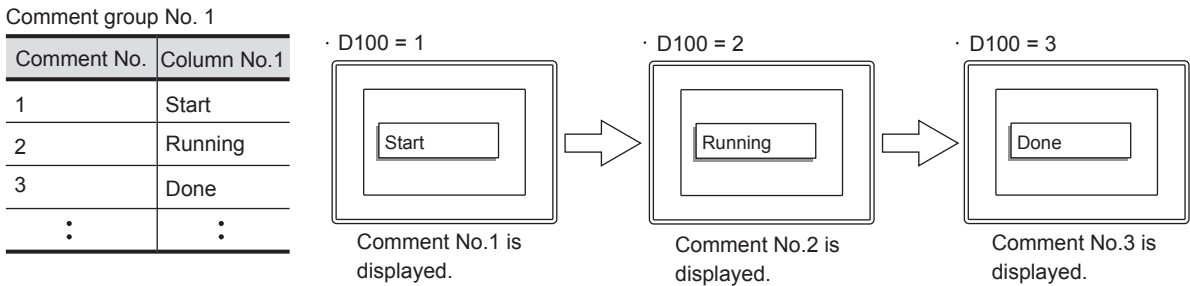 Comment group No. 1
Comment No. Column No.1
1 Start
2 Running
3 Done
: :
· D100 = 1
Start
Comment No.1 is
displayed.
· D100 = 2
Running
Comment No.2 is
displayed.
· D100 = 3
Done
Comment No.3 is
displayed.